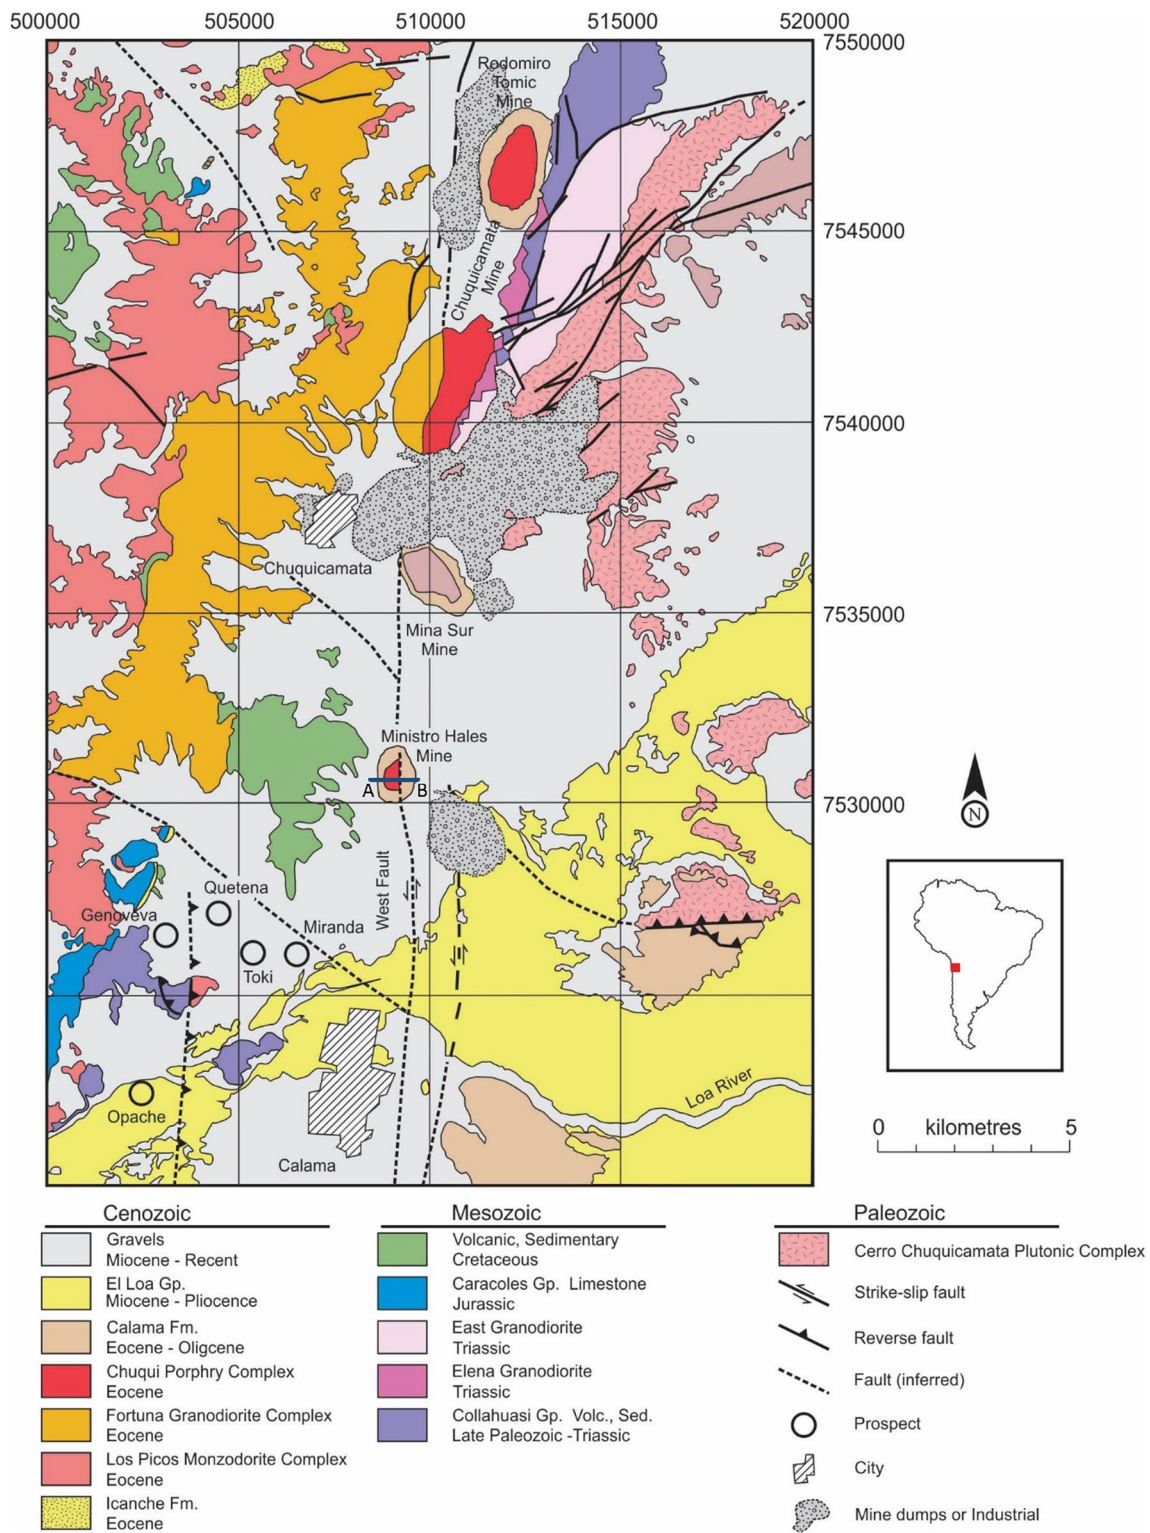 500000
505000
510000
515000
520000
7550000
Rodomiro
Tomic
Mine
7545000
Chuquicamata
Mine
7540000
Chuquicamata
7535000
Mina Sur
Mine
Ministro Hales
Mine
A
B
7530000
West Fault
Quetena
Genoveva
Miranda
Toki
Opache
Calama
Loa River
N
0 kilometres 5
Cenozoic
Gravels
Miocene - Recent
El Loa Gp.
Miocene - Pliocence
Calama Fm.
Eocene - Oligcene
Chuqui Porphry Complex
Eocene
Fortuna Granodiorite Complex
Eocene
Los Picos Monzodorite Complex
Eocene
Icanche Fm.
Eocene
Mesozoic
Volcanic, Sedimentary
Cretaceous
Caracoles Gp. Limestone
Jurassic
East Granodiorite
Triassic
Elena Granodiorite
Triassic
Collahuasi Gp. Volc., Sed.
Late Paleozoic -Triassic
Paleozoic
Cerro Chuquicamata Plutonic Complex
Strike-slip fault
Reverse fault
Fault (inferred)
Prospect
City
Mine dumps or Industrial